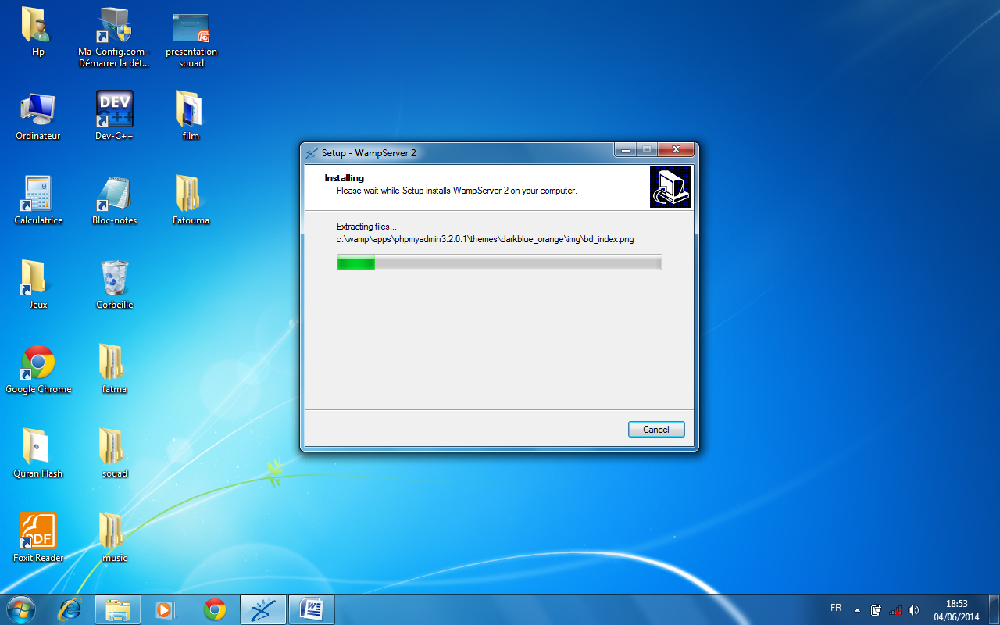 Hp
Ma-Config.com -
Démarrer la dét...
presentation
souad
Ordinateur
DEV
C++
Dev-C++
film
Calculatrice
Bloc-notes
Fatouma
Jeux
Corbeille
Google Chrome
fatma
Quran Flash
souad
PDF
Foxit Reader
music
Setup - WampServer 2
Installing
Please wait while Setup installs WampServer 2 on your computer.
Extracting files...
c:\wamp\apps\phpmyadmin3.2.0.1\themes\darkblue_orange\img\bd_index.png
Cancel
FR
18:53
04/06/2014